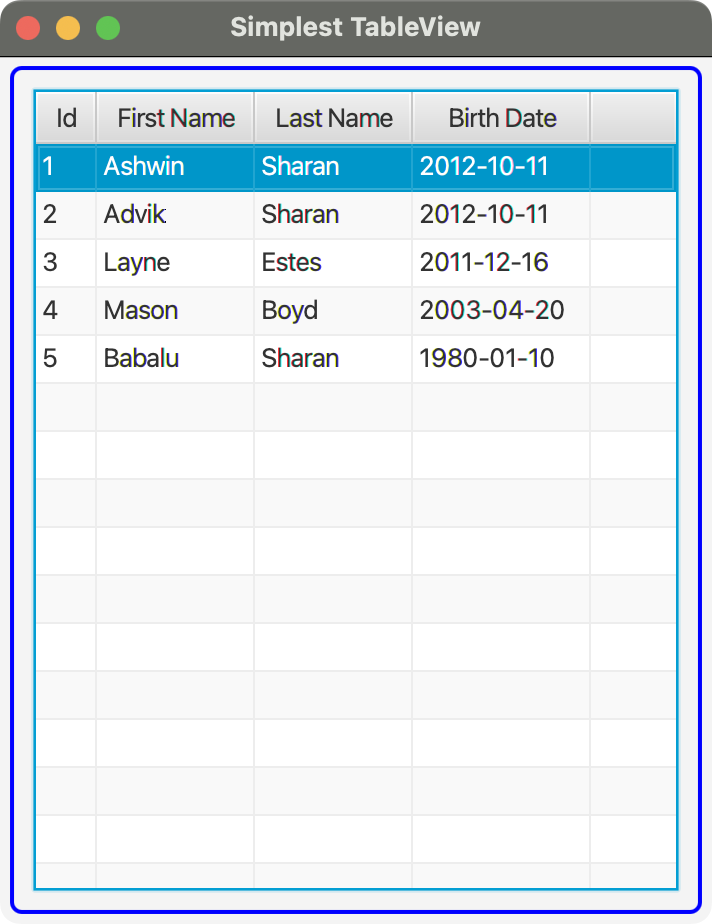 Simplest TableView
Id First Name Last Name Birth Date
1 Ashwin Sharan 2012-10-11
2 Advik Sharan 2012-10-11
3 Layne Estes 2011-12-16
4 Mason Boyd 2003-04-20
5 Babalu Sharan 1980-01-10